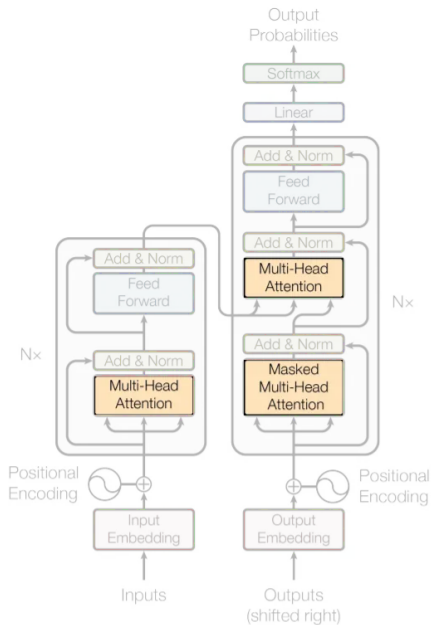 Output
Probabilities
Softmax
Linear
Add & Norm
Feed
Forward
Add & Norm
Multi-Head
Attention
Add & Norm
Masked
Multi-Head
Attention
N×
Positional
Encoding
Output
Embedding
Outputs
(shifted right)
Add & Norm
Feed
Forward
Add & Norm
Multi-Head
Attention
N×
Positional
Encoding
Input
Embedding
Inputs